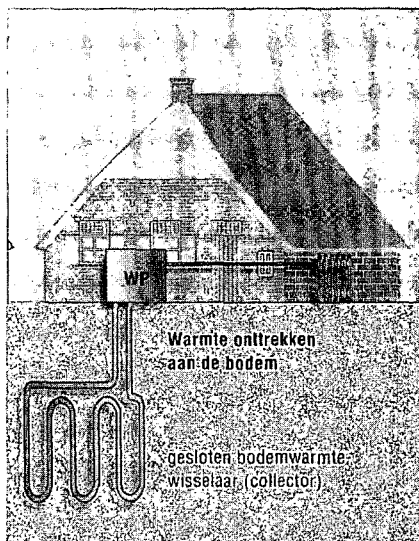 WP
Warmte onttrekken
aan de bodem
gesloten bodemwarmte-
wisselaar (collector)